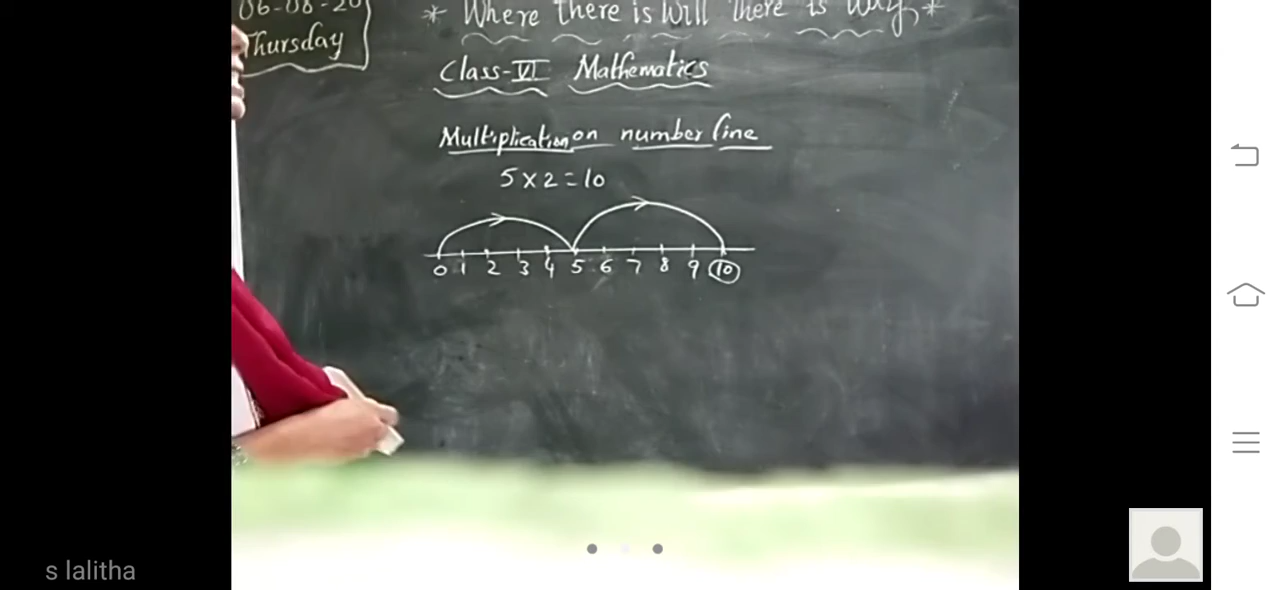 06-08-20
Thursday
* Where there is Will there is way *
Class-VI Mathematics
Multiplication on number line
5 x 2 = 10
0 1 2 3 4 5 6 7 8 9 10
s lalitha